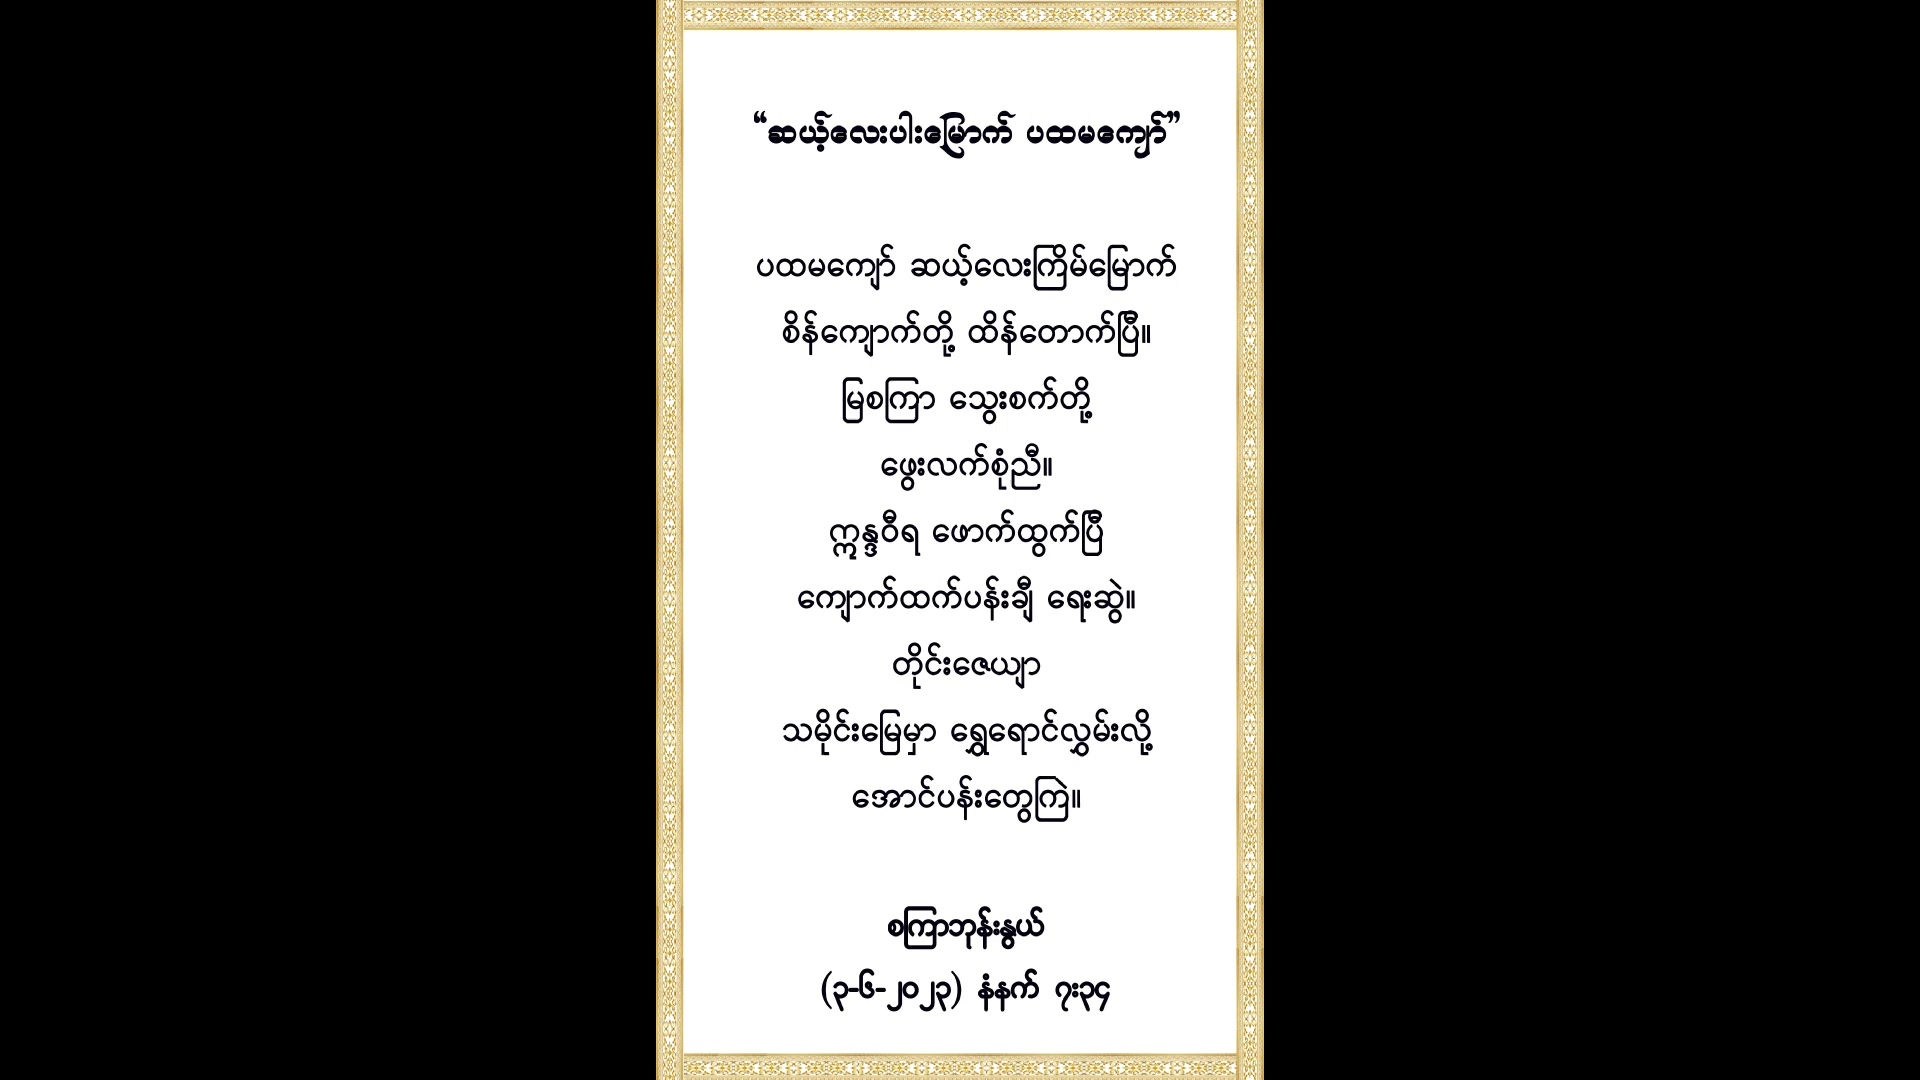 “ဆယ့်လေးပါးမြောက် ပထမကျော်”
ပထမကျော် ဆယ့်လေးကြိမ်မြောက်
စိန်ကျောက်တို့ ထိန်တောက်ပြီ။
မြစကြာ သွေးစက်တို့
ဖွေးလက်စုံညီ။
ဣန္ဒဝီရ ဖောက်ထွက်ပြီ
ကျောက်ထက်ပန်းချီ ရေးဆွဲ။
တိုင်းဇေယျာ
သမိုင်းမြေမှာ ရွှေရောင်လွှမ်းလို့
အောင်ပန်းတွေကြဲ။
စကြာဘုန်းနွယ်
(၃-၆-၂၀၂၃) နံနက် ၇း၃၄